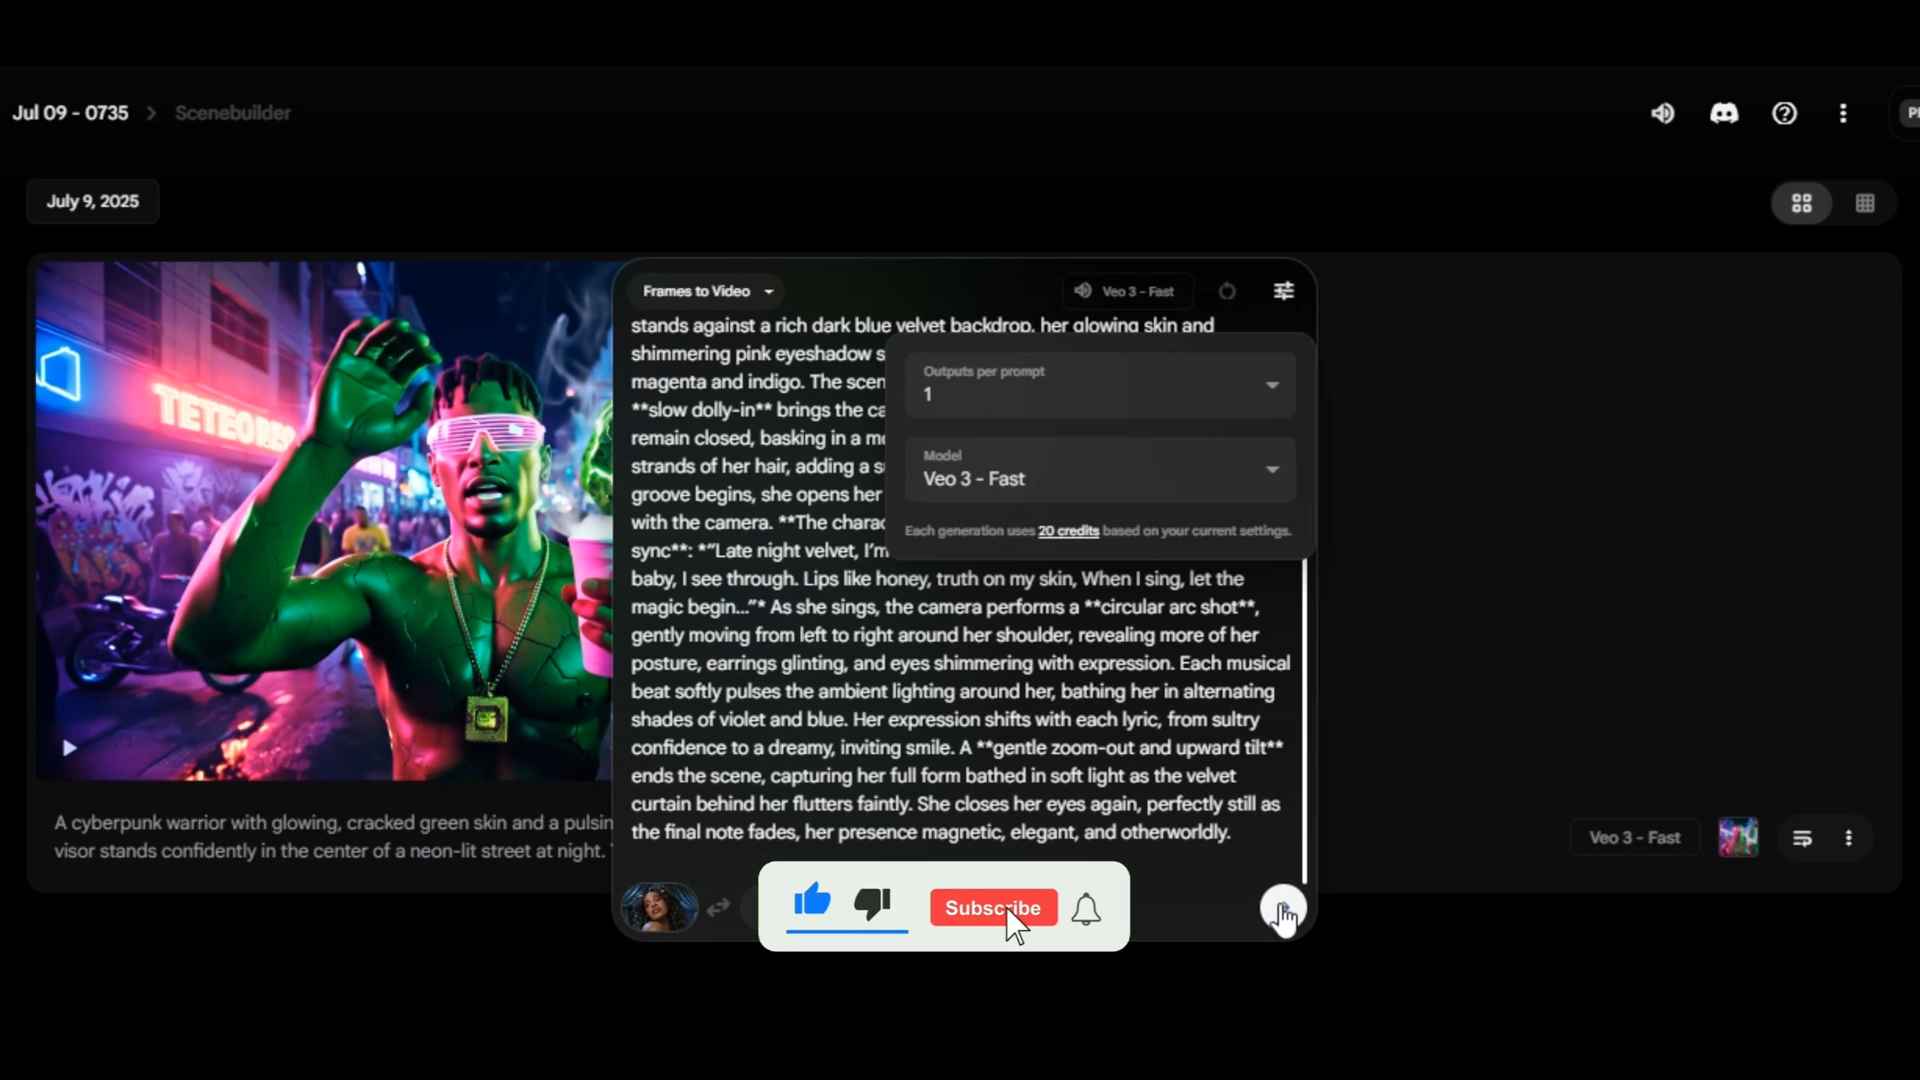 Jul 09 - 0735 > Scenebuilder
July 9, 2025
TETEO
Frames to Video
Veo 3 - Fast
stands against a rich dark blue velvet backdrop, her glowing skin and
shimmering pink eyeshadow s
magenta and indigo. The scen
**slow dolly-in** brings the ca
remain closed, basking in a m
strands of her hair, adding a s
groove begins, she opens her
with the camera. **The charac
sync**: *"Late night velvet, I'm
baby, I see through. Lips like honey, truth on my skin, When I sing, let the
magic begin..."* As she sings, the camera performs a **circular arc shot**,
gently moving from left to right around her shoulder, revealing more of her
posture, earrings glinting, and eyes shimmering with expression. Each musical
beat softly pulses the ambient lighting around her, bathing her in alternating
shades of violet and blue. Her expression shifts with each lyric, from sultry
confidence to a dreamy, inviting smile. A **gentle zoom-out and upward tilt**
ends the scene, capturing her full form bathed in soft light as the velvet
curtain behind her flutters faintly. She closes her eyes again, perfectly still as
the final note fades, her presence magnetic, elegant, and otherworldly.
Outputs per prompt
1
Model
Veo 3 - Fast
Each generation uses 20 credits based on your current settings.
A cyberpunk warrior with glowing, cracked green skin and a pulsin
visor stands confidently in the center of a neon-lit street at night.
Veo 3 - Fast
Subscribe